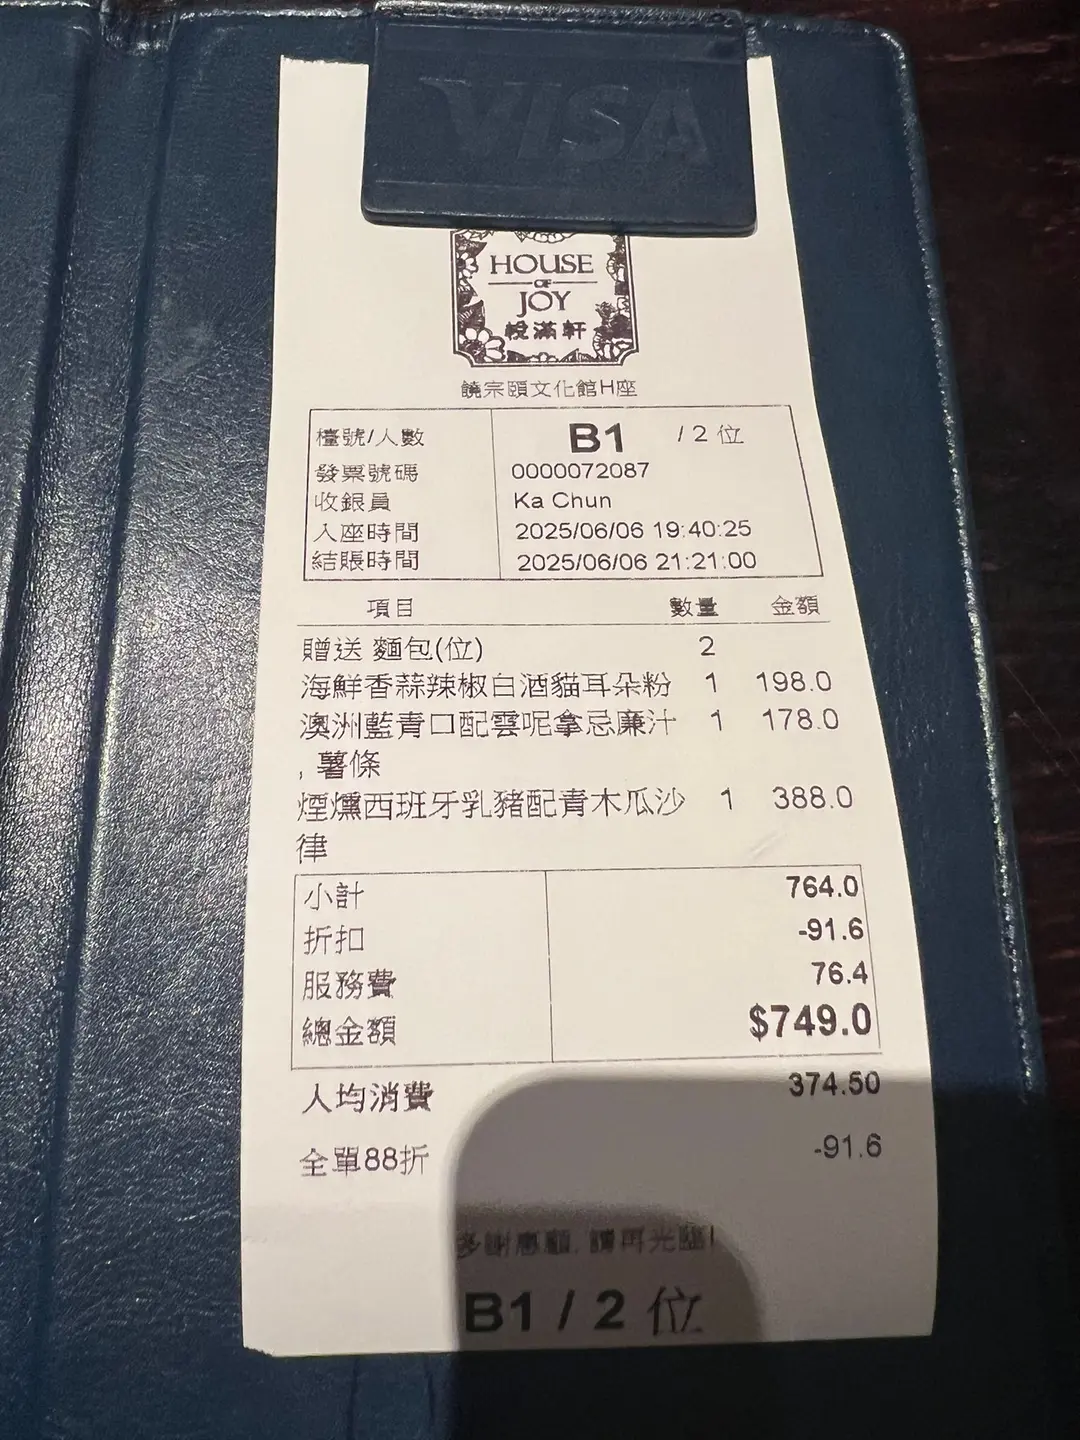 VISA
HOUSE
OF
JOY
悅滿軒
饒宗頤文化館H座
檯號/人數 B1 / 2 位
發票號碼 0000072087
收銀員 Ka Chun
入座時間 2025/06/06 19:40:25
結賬時間 2025/06/06 21:21:00
項目 數量 金額
贈送 麵包(位) 2
海鮮香蒜辣椒白酒貓耳朵粉 1 198.0
澳洲藍青口配雲呢拿忌廉汁 1 178.0
, 薯條
煙燻西班牙乳豬配青木瓜沙 1 388.0
律
小計 764.0
折扣 -91.6
服務費 76.4
總金額 $749.0
人均消費 374.50
全單88折 -91.6
多謝惠顧, 請再光臨!
B1 / 2 位